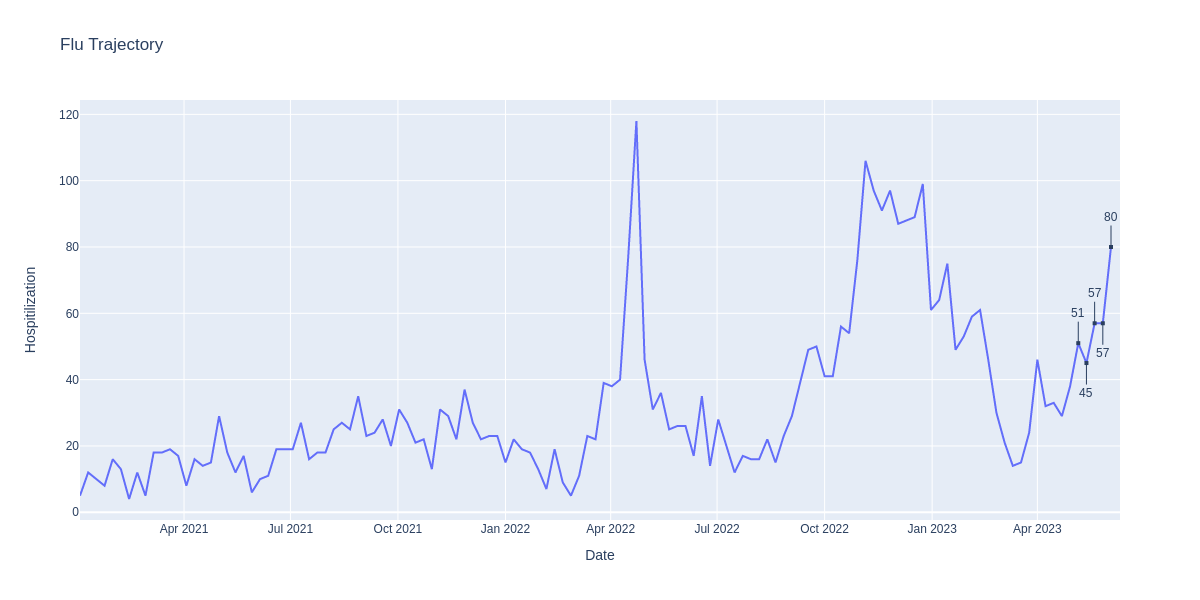 Flu Trajectory
120
100
80
60
40
20
0
Hospitilization
80
57
51
57
45
Apr 2021
Jul 2021
Oct 2021
Jan 2022
Apr 2022
Jul 2022
Oct 2022
Jan 2023
Apr 2023
Date